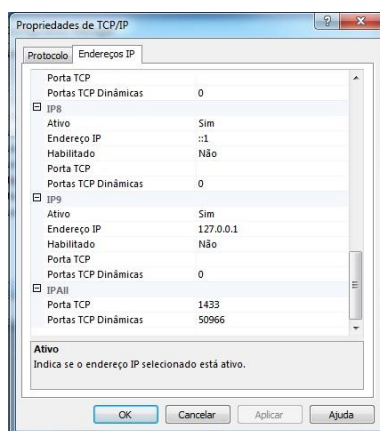 Propriedades de TCP/IP
Protocolo Endereços IP
Porta TCP
Portas TCP Dinâmicas 0
IP8
Ativo Sim
Endereço IP ::1
Habilitado Não
Porta TCP
Portas TCP Dinâmicas 0
IP9
Ativo Sim
Endereço IP 127.0.0.1
Habilitado Não
Porta TCP
Portas TCP Dinâmicas 0
IPAll
Porta TCP 1433
Portas TCP Dinâmicas 50966
Ativo
Indica se o endereço IP selecionado está ativo.
OK Cancelar Aplicar Ajuda